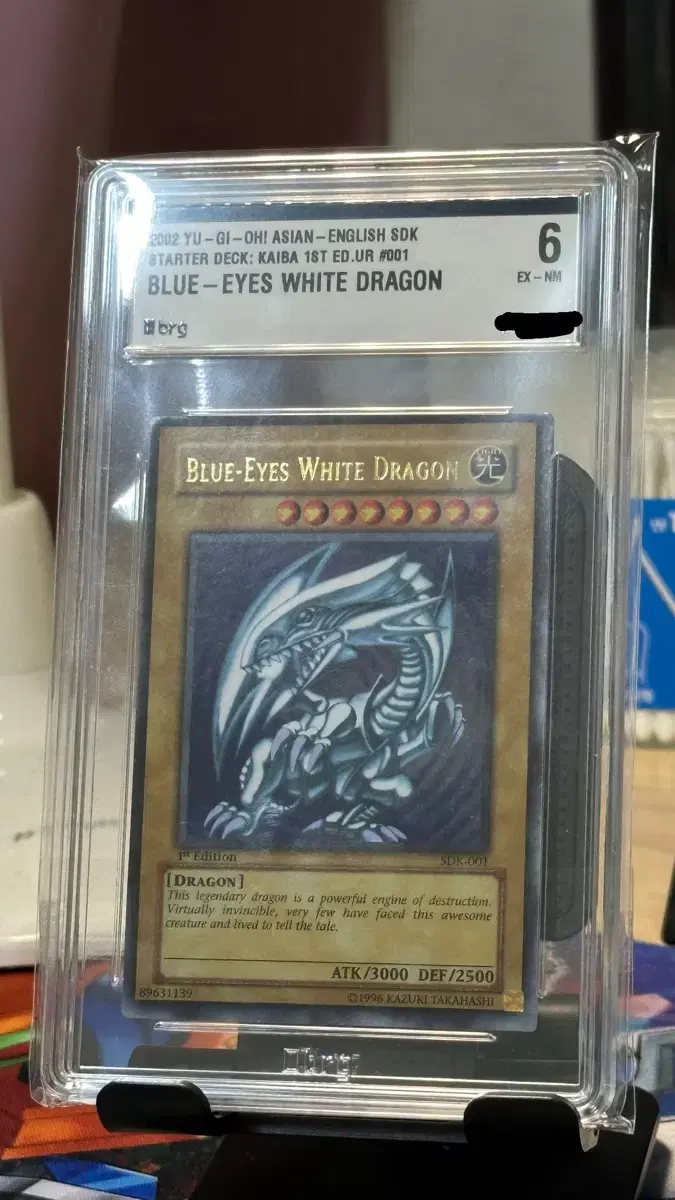 2002 YU-GI-OH! ASIAN-ENGLISH SDK
STARTER DECK: KAIBA 1ST ED.UR #001
BLUE-EYES WHITE DRAGON
6
EX-NM
brg
BLUE-EYES WHITE DRAGON
LIGHT
光
1st Edition
SDK-001
[DRAGON]
This legendary dragon is a powerful engine of destruction.
Virtually invincible, very few have faced this awesome
creature and lived to tell the tale.
ATK/3000 DEF/2500
89631139
©1996 KAZUKI TAKAHASHI
brg